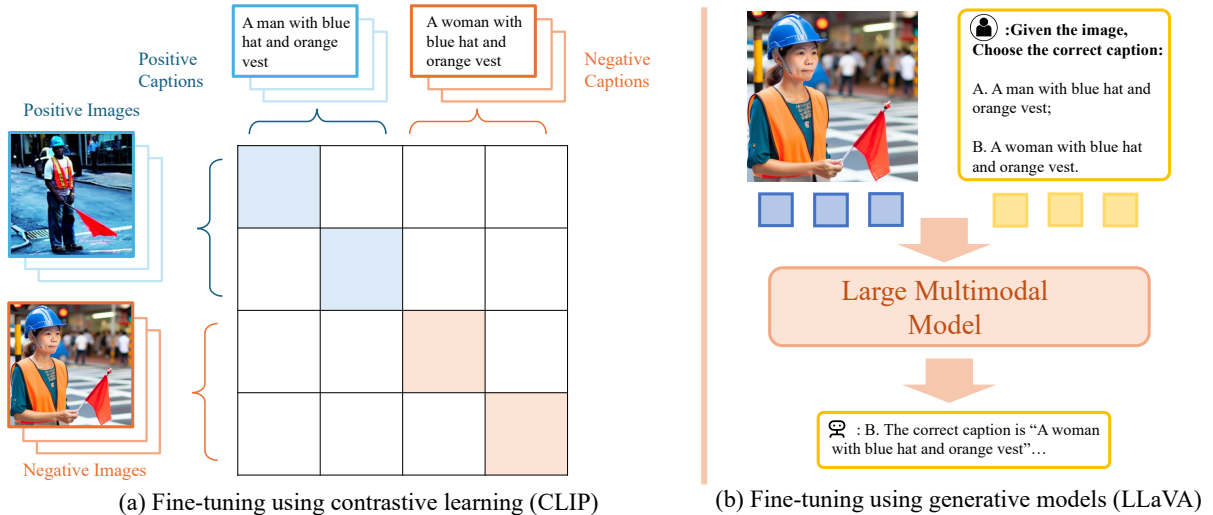 Positive
Captions
A man with blue
hat and orange
vest
A woman with
blue hat and
orange vest
Negative
Captions
Positive Images
Negative Images
(a) Fine-tuning using contrastive learning (CLIP)
:Given the image,
Choose the correct caption:
A. A man with blue hat and
orange vest;
B. A woman with blue hat
and orange vest.
Large Multimodal
Model
: B. The correct caption is “A woman
with blue hat and orange vest”…
(b) Fine-tuning using generative models (LLaVA)